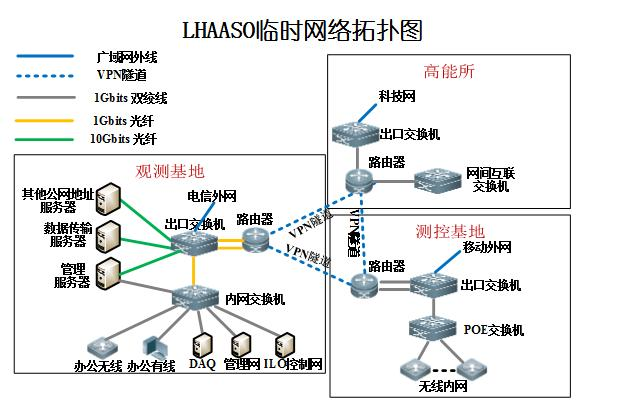 LHAASO临时网络拓扑图
广域网外线
VPN隧道
1Gbits 双绞线
1Gbits 光纤
10Gbits 光纤
高能所
科技网
出口交换机
路由器
网间互联
交换机
观测基地
其他公网地址
服务器
电信外网
出口交换机
路由器
数据传输
服务器
管理
服务器
内网交换机
办公无线
办公有线
DAQ
管理网
ILO控制网
VPN隧道
VPN隧道
VPN隧道
测控基地
移动外网
路由器
出口交换机
POE交换机
无线内网